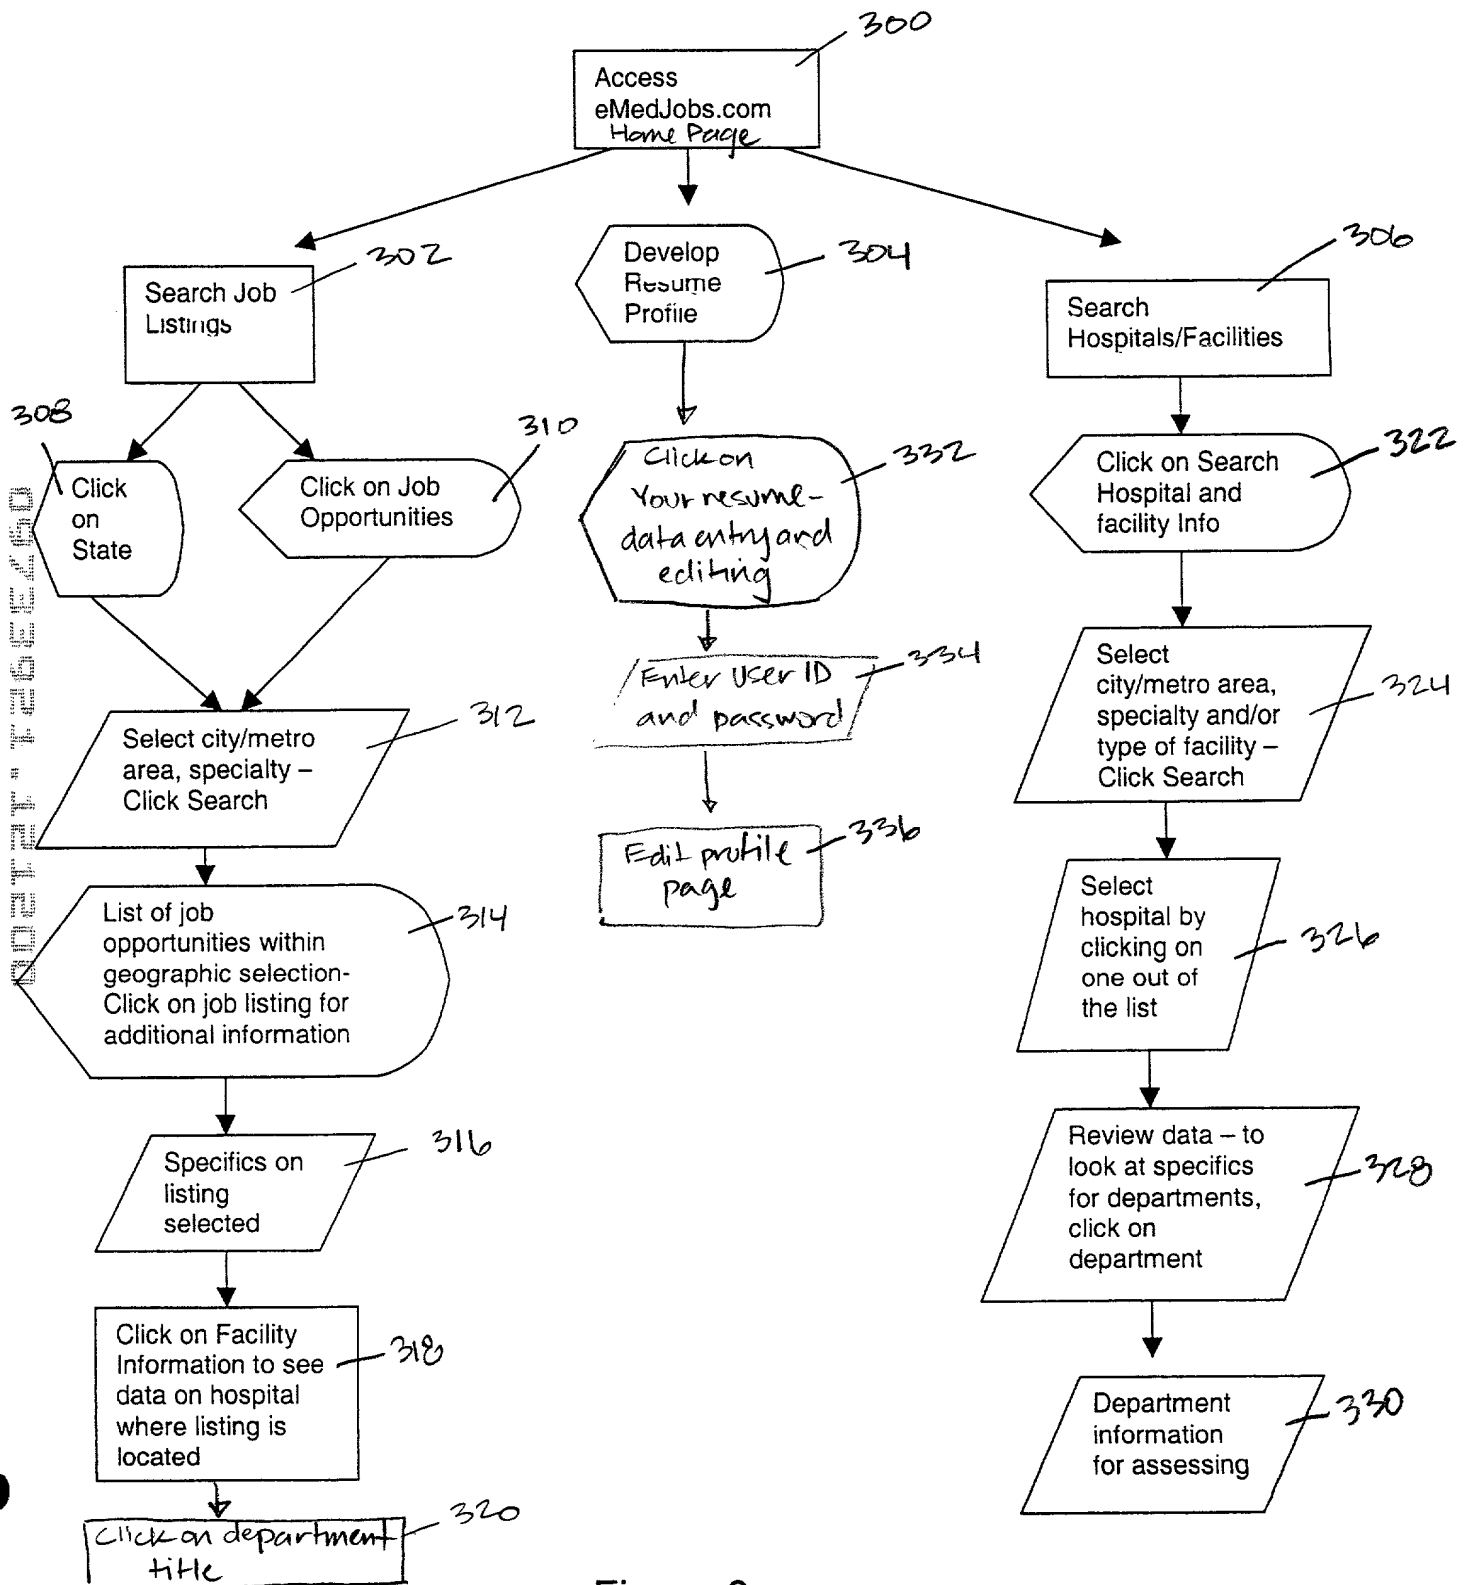 300
Access
eMedJobs.com
Home Page
302
Search Job
Listings
304
Develop
Resume
Profile
306
Search
Hospitals/Facilities
308
Click
on
State
310
Click on Job
Opportunities
332
Click on
Your resume-
data entry and
editing
322
Click on Search
Hospital and
facility Info
334
Enter User ID
and password
324
Select
city/metro area,
specialty and/or
type of facility –
Click Search
312
Select city/metro
area, specialty –
Click Search
336
Edit profile
page
326
Select
hospital by
clicking on
one out of
the list
314
List of job
opportunities within
geographic selection-
Click on job listing for
additional information
316
Specifics on
listing
selected
328
Review data – to
look at specifics
for departments,
click on
department
318
Click on Facility
Information to see
data on hospital
where listing is
located
330
Department
information
for assessing
320
Click on department
title